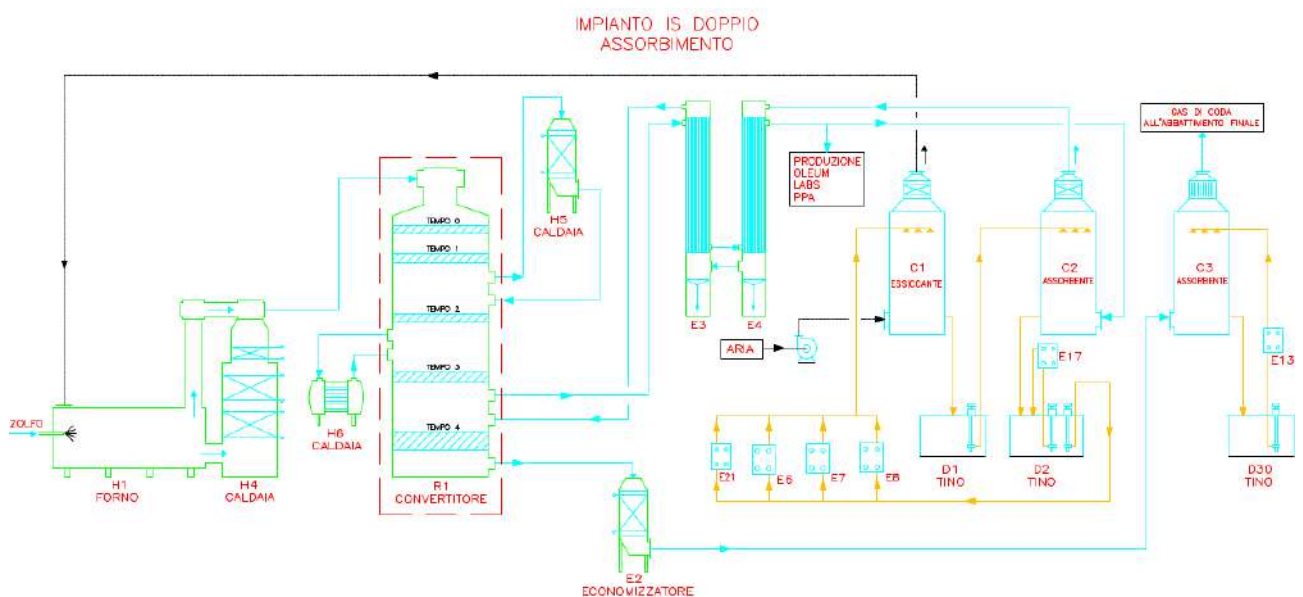 IMPIANTO IS DOPPIO
ASSORBIMENTO
GAS DI CODA
ALL'ABBATTIMENTO FINALE
H5
CALDAIA
PRODUZIONE
OLEUM
LABS
PPA
TEMPO 0
TEMPO 1
TEMPO 2
TEMPO 3
TEMPO 4
C1
ESSICCANTE
C2
ASSORBENTE
C3
ASSORBENTE
E3
E4
ARIA
E17
E13
H6
CALDAIA
ZOLFO
H1
FORNO
H4
CALDAIA
R1
CONVERTITORE
E21
E6
E7
E8
D1
TINO
D2
TINO
D30
TINO
E2
ECONOMIZZATORE